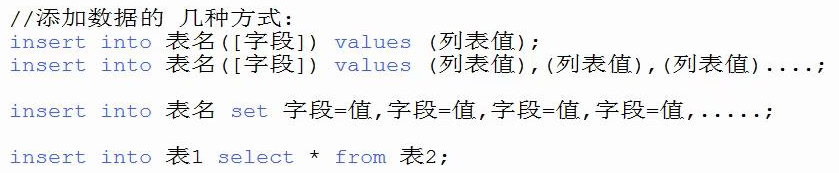 //添加数据的 几种方式：
insert into 表名([字段]) values (列表值);
insert into 表名([字段]) values (列表值),(列表值),(列表值)....;
insert into 表名 set 字段=值,字段=值,字段=值,字段=值,.....;
insert into 表1 select * from 表2;